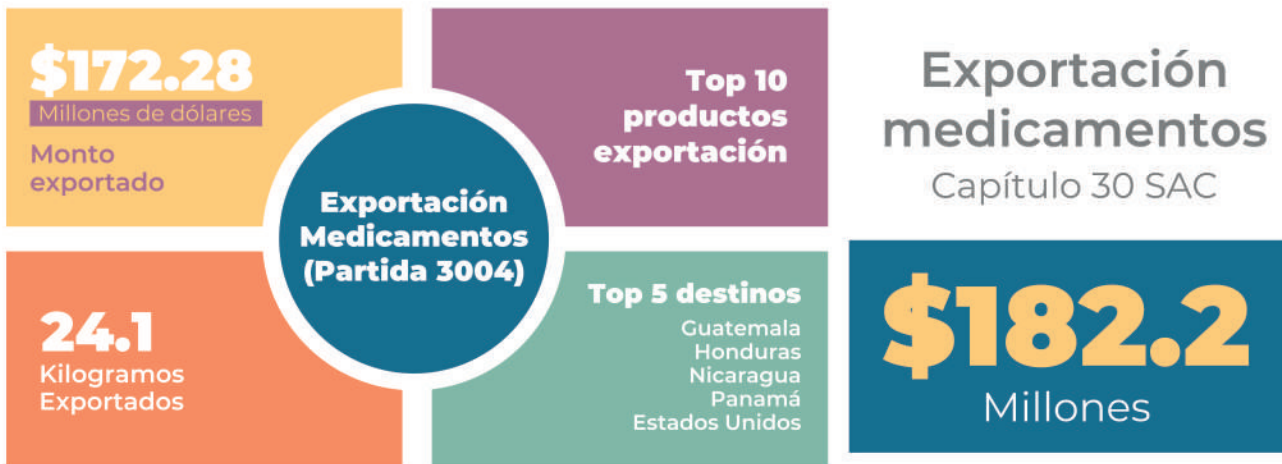 $172.28
Millones de dólares
Monto
exportado
Top 10
productos
exportación
Exportación
Medicamentos
(Partida 3004)
24.1
Kilogramos
Exportados
Top 5 destinos
Guatemala
Honduras
Nicaragua
Panamá
Estados Unidos
Exportación
medicamentos
Capítulo 30 SAC
$182.2
Millones